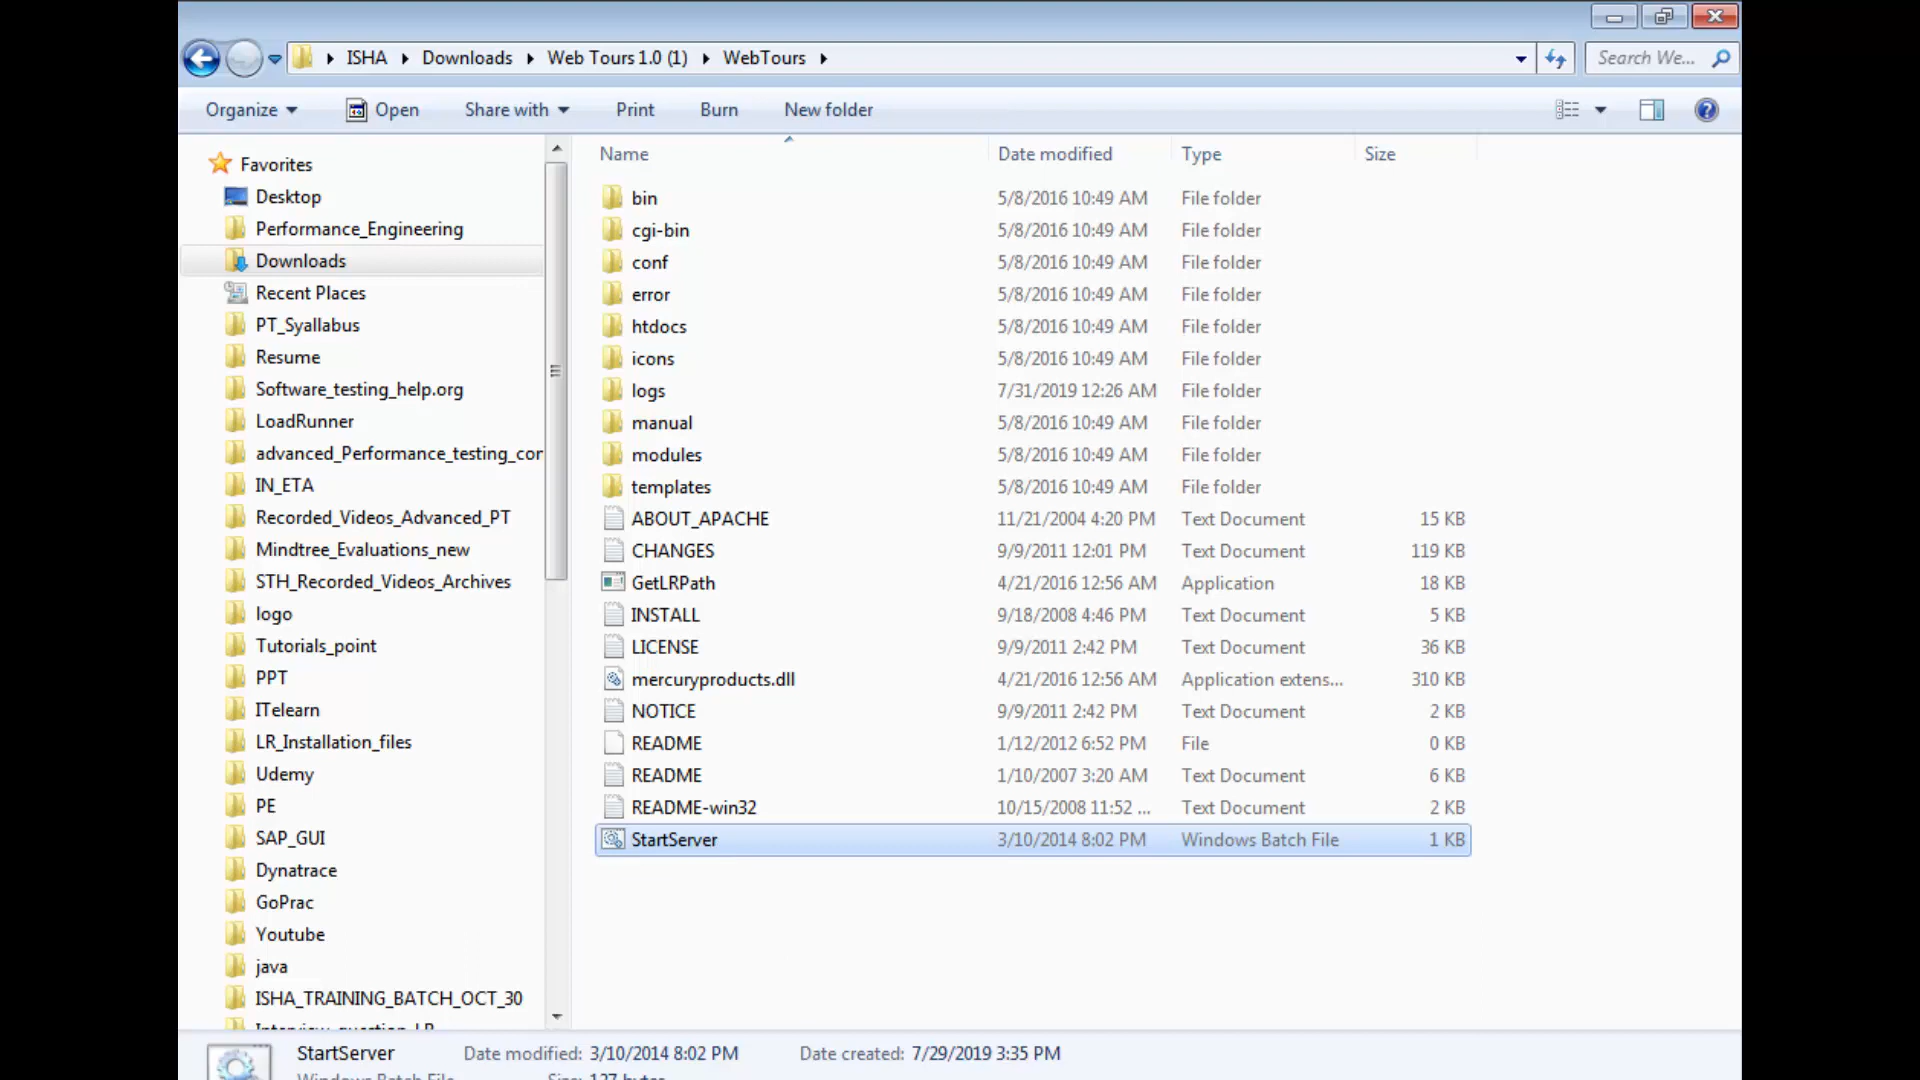 ISHA Downloads Web Tours 1.0 (1) WebTours
Search We...
Organize Open Share with Print Burn New folder
Name Date modified Type Size
Favorites
Desktop
Performance_Engineering
Downloads
Recent Places
PT_Syallabus
Resume
Software_testing_help.org
LoadRunner
advanced_Performance_testing_cor
IN_ETA
Recorded_Videos_Advanced_PT
Mindtree_Evaluations_new
STH_Recorded_Videos_Archives
logo
Tutorials_point
PPT
ITelearn
LR_Installation_files
Udemy
PE
SAP_GUI
Dynatrace
GoPrac
Youtube
java
ISHA_TRAINING_BATCH_OCT_30
Interview_question_LR
bin 5/8/2016 10:49 AM File folder
cgi-bin 5/8/2016 10:49 AM File folder
conf 5/8/2016 10:49 AM File folder
error 5/8/2016 10:49 AM File folder
htdocs 5/8/2016 10:49 AM File folder
icons 5/8/2016 10:49 AM File folder
logs 7/31/2019 12:26 AM File folder
manual 5/8/2016 10:49 AM File folder
modules 5/8/2016 10:49 AM File folder
templates 5/8/2016 10:49 AM File folder
ABOUT_APACHE 11/21/2004 4:20 PM Text Document 15 KB
CHANGES 9/9/2011 12:01 PM Text Document 119 KB
GetLRPath 4/21/2016 12:56 AM Application 18 KB
INSTALL 9/18/2008 4:46 PM Text Document 5 KB
LICENSE 9/9/2011 2:42 PM Text Document 36 KB
mercuryproducts.dll 4/21/2016 12:56 AM Application extens... 310 KB
NOTICE 9/9/2011 2:42 PM Text Document 2 KB
README 1/12/2012 6:52 PM File 0 KB
README 1/10/2007 3:20 AM Text Document 6 KB
README-win32 10/15/2008 11:52 ... Text Document 2 KB
StartServer 3/10/2014 8:02 PM Windows Batch File 1 KB
StartServer Date modified: 3/10/2014 8:02 PM Date created: 7/29/2019 3:35 PM
Windows Batch File Size: 127 bytes